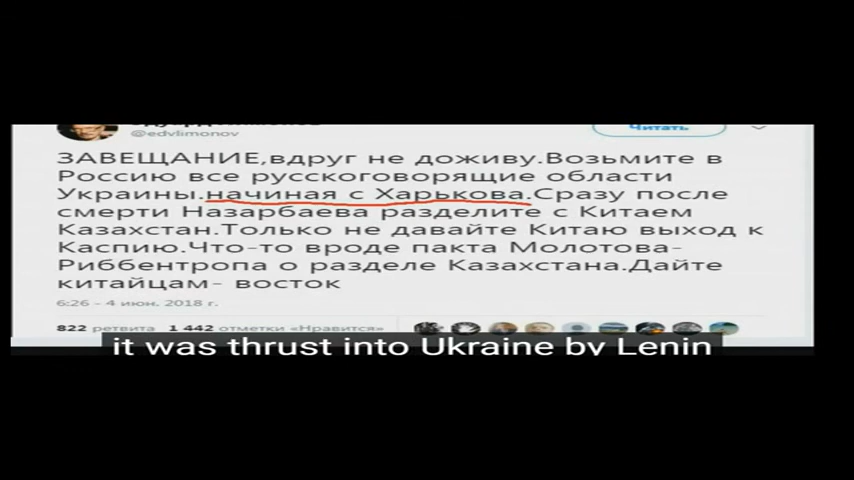 @edvlimonov
Читать
ЗАВЕЩАНИЕ,вдруг не доживу.Возьмите в
Россию все русскоговорящие области
Украины.начиная с Харькова.Сразу после
смерти Назарбаева разделите с Китаем
Казахстан.Только не давайте Китаю выход к
Каспию.Что-то вроде пакта Молотова-
Риббентропа о разделе Казахстана.Дайте
китайцам- восток
6:26 - 4 июн. 2018 г.
822 ретвита 1 442 отметки «Нравится»
it was thrust into Ukraine by Lenin